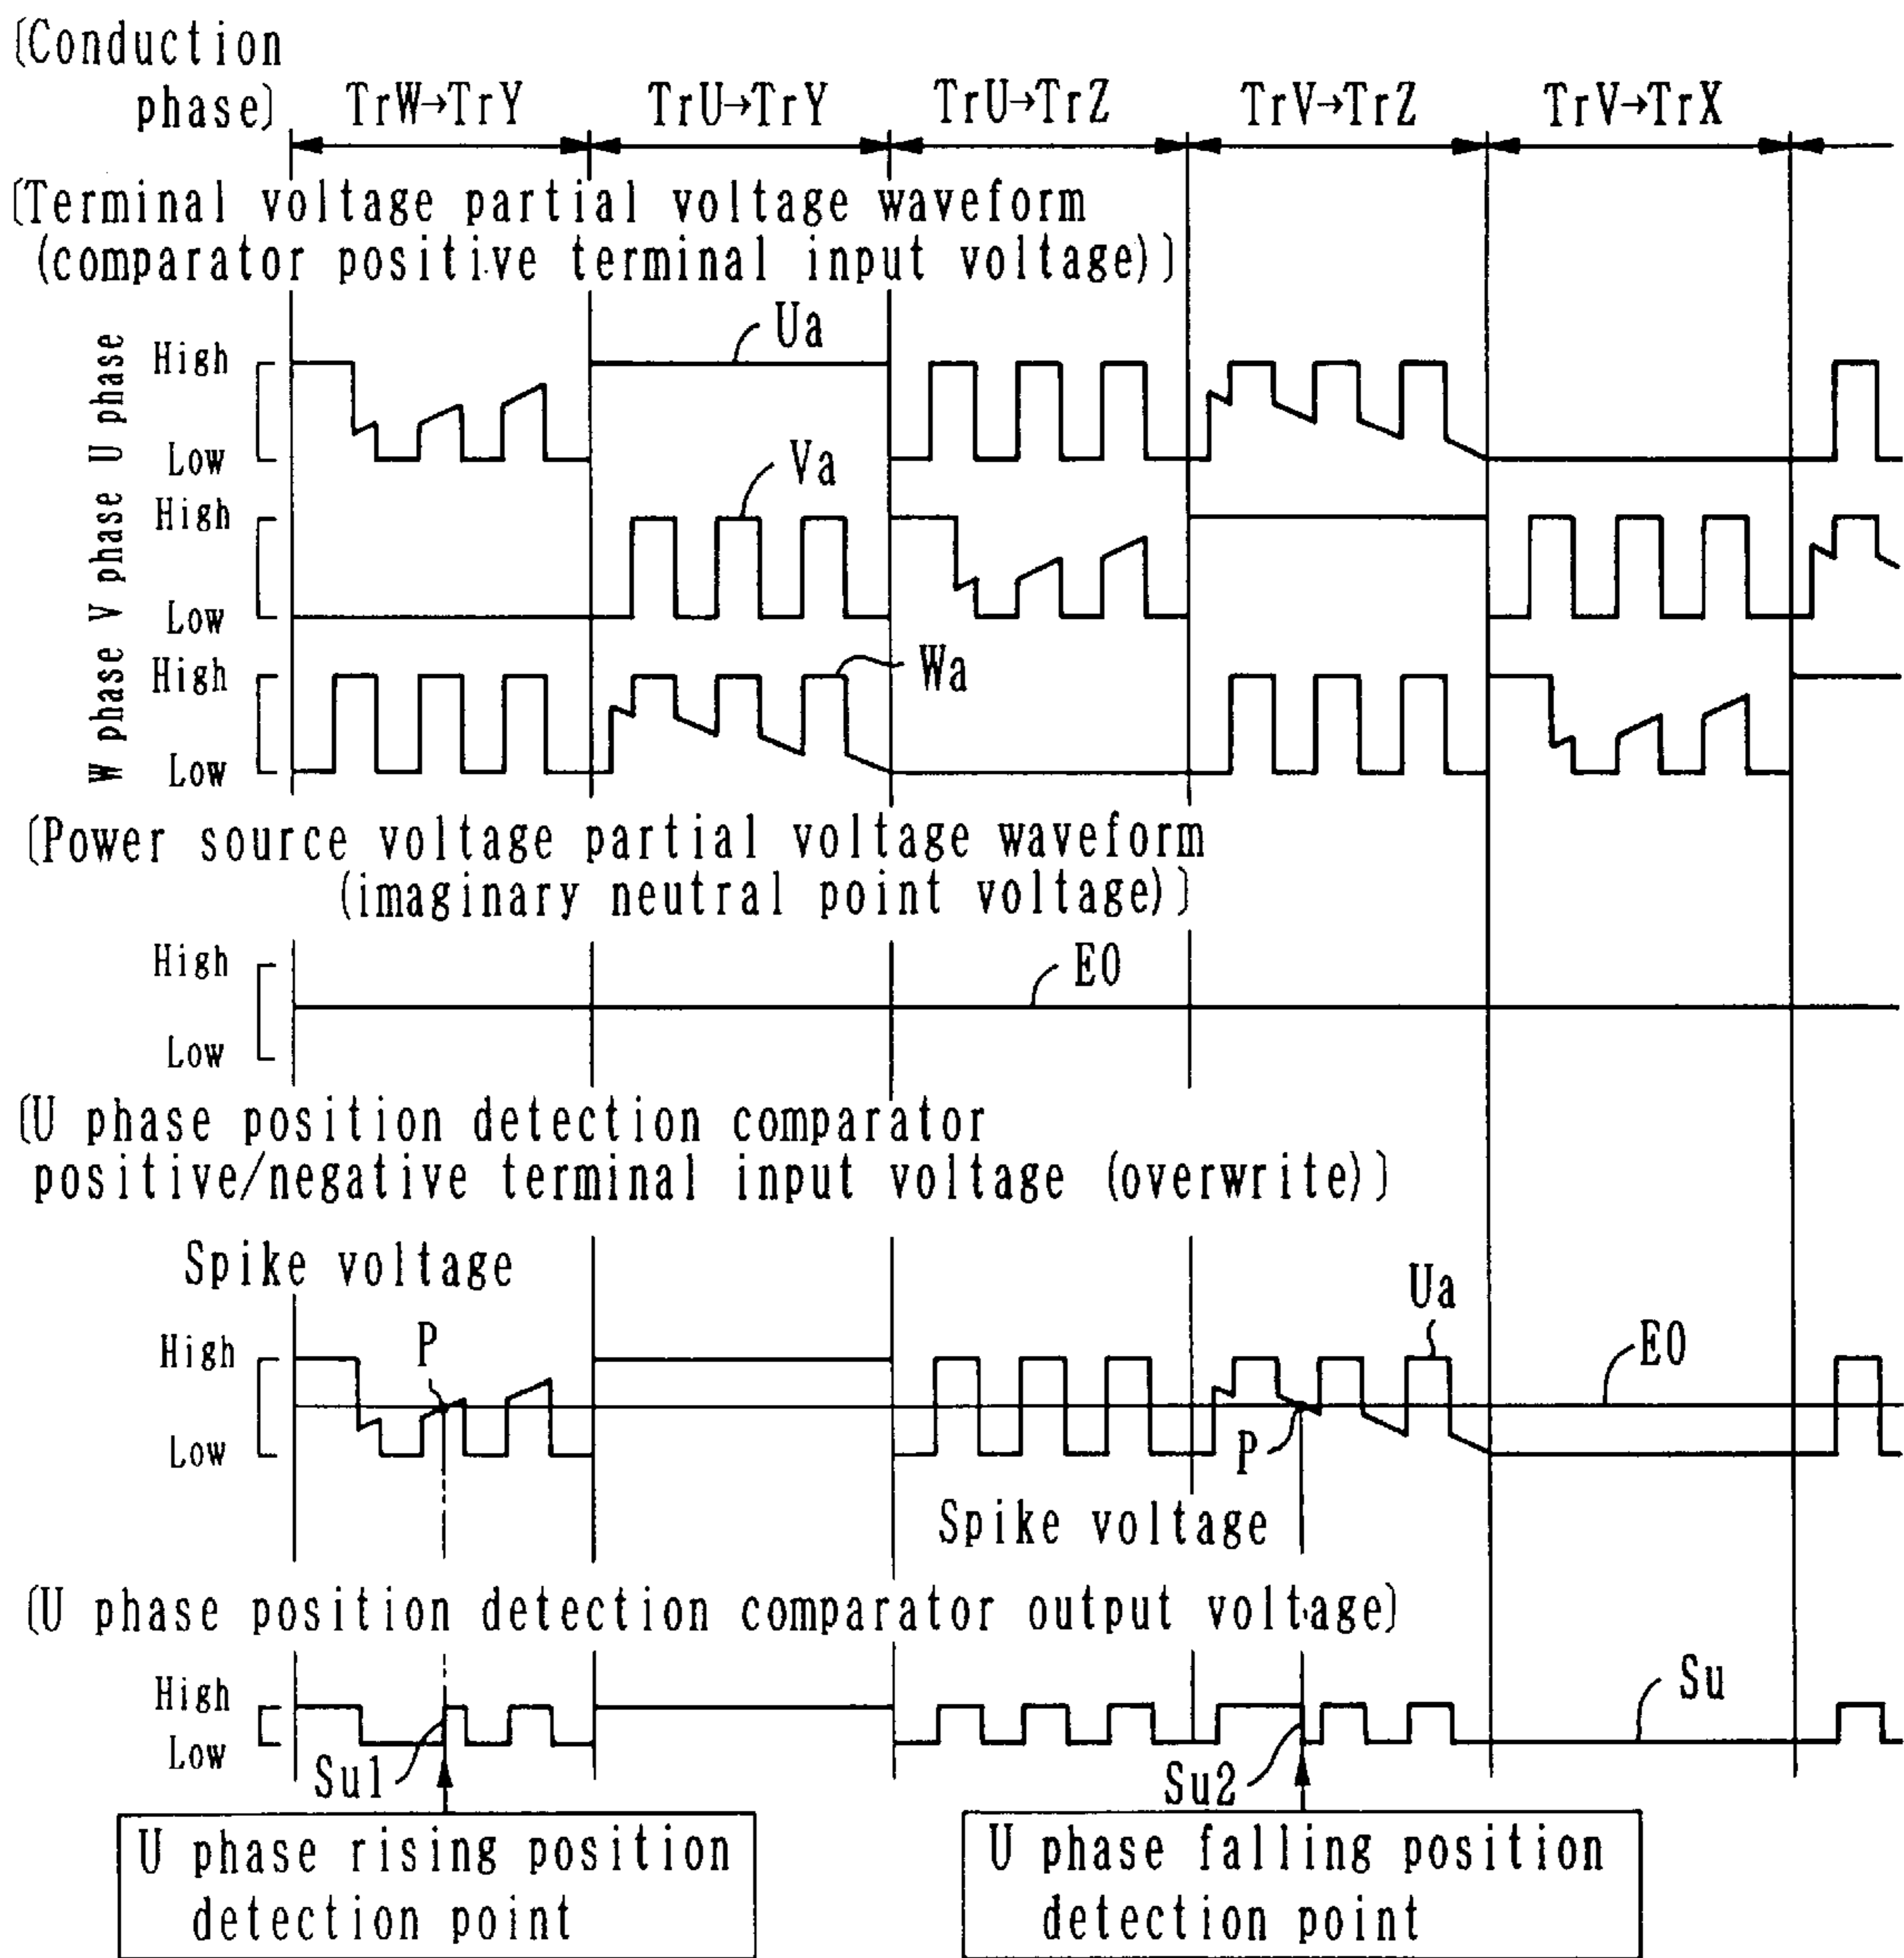 [Conduction
phase]
TrW→TrY
TrU→TrY
TrU→TrZ
TrV→TrZ
TrV→TrX
[Terminal voltage partial voltage waveform
(comparator positive terminal input voltage)]
U phase
High
Low
Ua
V phase
High
Low
Va
W phase
High
Low
Wa
[Power source voltage partial voltage waveform
(imaginary neutral point voltage)]
High
Low
E0
[U phase position detection comparator
positive/negative terminal input voltage (overwrite)]
Spike voltage
High
Low
P
Ua
E0
P
Spike voltage
[U phase position detection comparator output voltage]
High
Low
Su1
Su2
Su
U phase rising position
detection point
U phase falling position
detection point